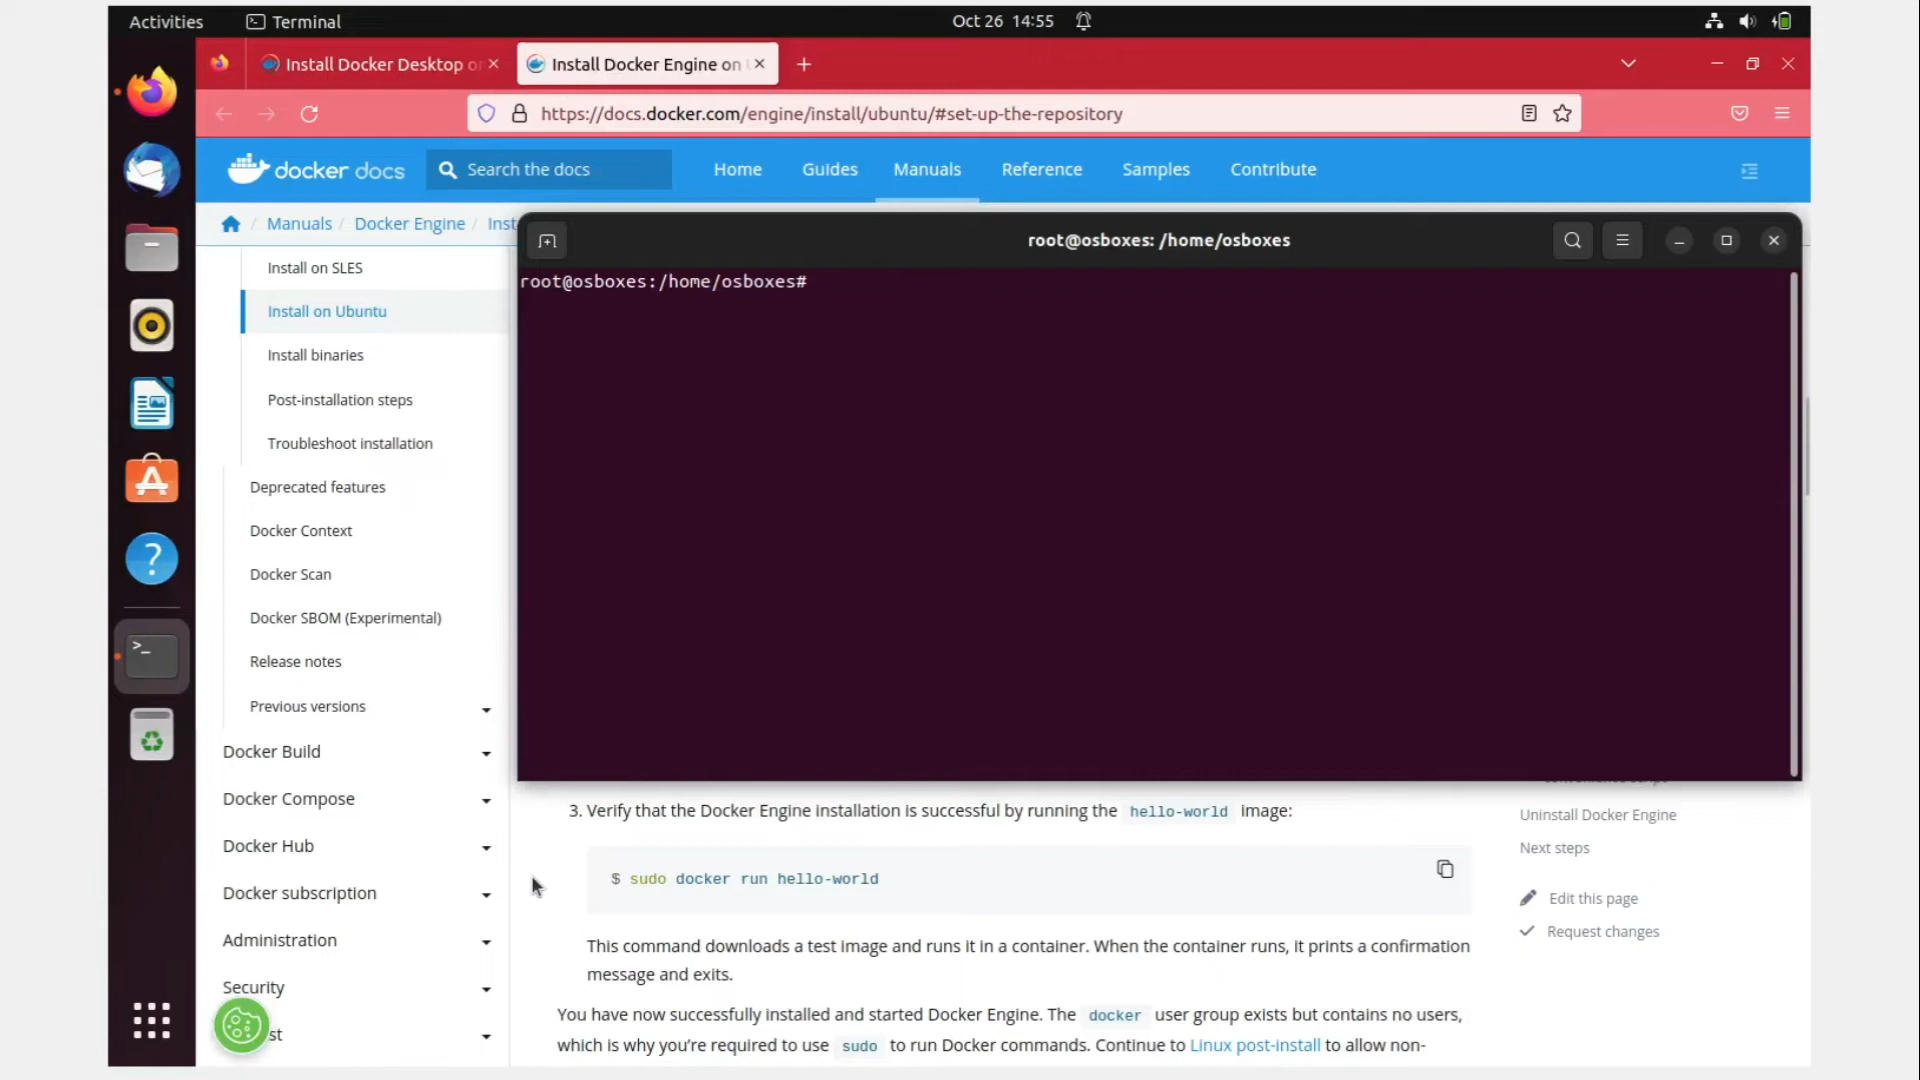 Activities
Terminal
Oct 26 14:55
Install Docker Desktop or
Install Docker Engine on
https://docs.docker.com/engine/install/ubuntu/#set-up-the-repository
docker docs
Search the docs
Home
Guides
Manuals
Reference
Samples
Contribute
/ Manuals / Docker Engine / Inst
root@osboxes: /home/osboxes
root@osboxes:/home/osboxes#
Install on SLES
Install on Ubuntu
Install binaries
Post-installation steps
Troubleshoot installation
Deprecated features
Docker Context
Docker Scan
Docker SBOM (Experimental)
Release notes
Previous versions
Docker Build
Docker Compose
Docker Hub
Docker subscription
Administration
Security
st
3. Verify that the Docker Engine installation is successful by running the hello-world image:
$ sudo docker run hello-world
This command downloads a test image and runs it in a container. When the container runs, it prints a confirmation
message and exits.
You have now successfully installed and started Docker Engine. The docker user group exists but contains no users,
which is why you're required to use sudo to run Docker commands. Continue to Linux post-install to allow non-
Uninstall Docker Engine
Next steps
Edit this page
Request changes